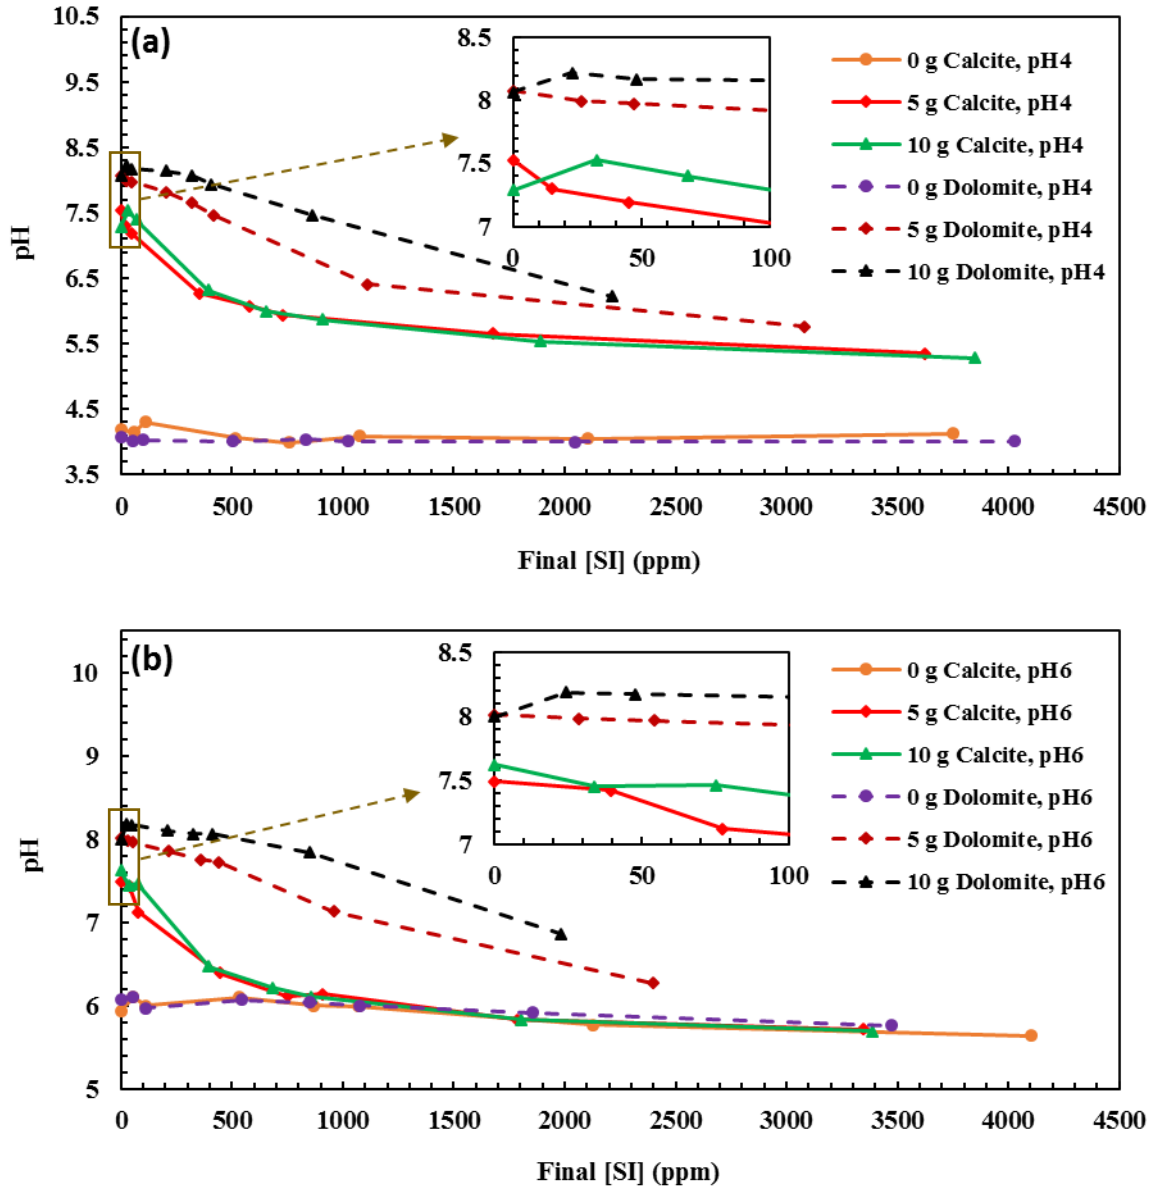 (a)
pH
10.5
9.5
8.5
7.5
6.5
5.5
4.5
3.5
0 500 1000 1500 2000 2500 3000 3500 4000 4500
Final [SI] (ppm)
8.5
8
7.5
7
0 50 100
0 g Calcite, pH4
5 g Calcite, pH4
10 g Calcite, pH4
0 g Dolomite, pH4
5 g Dolomite, pH4
10 g Dolomite, pH4
(b)
pH
10
9
8
7
6
5
0 500 1000 1500 2000 2500 3000 3500 4000 4500
Final [SI] (ppm)
8.5
8
7.5
7
0 50 100
0 g Calcite, pH6
5 g Calcite, pH6
10 g Calcite, pH6
0 g Dolomite, pH6
5 g Dolomite, pH6
10 g Dolomite, pH6